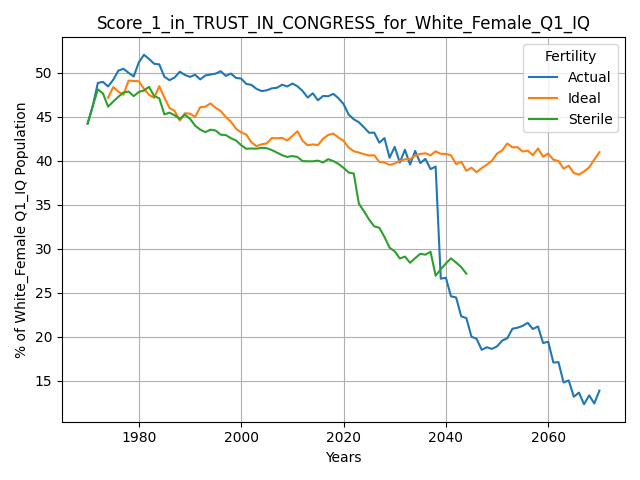 Score_1_in_TRUST_IN_CONGRESS_for_White_Female_Q1_IQ
Fertility
Actual
Ideal
Sterile
% of White_Female Q1_IQ Population
50
45
40
35
30
25
20
15
1980
2000
2020
2040
2060
Years